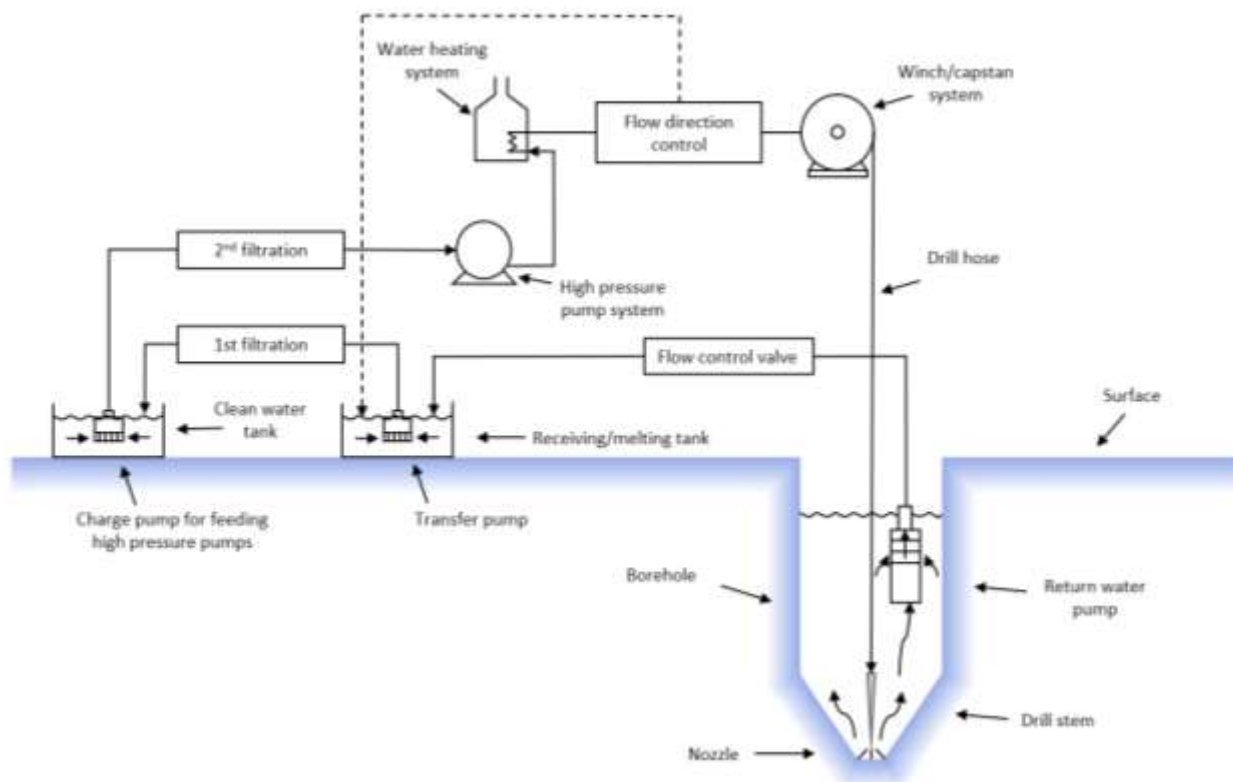 Water heating
system
Winch/capstan
system
Flow direction
control
2nd filtration
Drill hose
High pressure
pump system
1st filtration
Flow control valve
Clean water
tank
Surface
Receiving/melting tank
Charge pump for feeding
high pressure pumps
Transfer pump
Borehole
Return water
pump
Drill stem
Nozzle